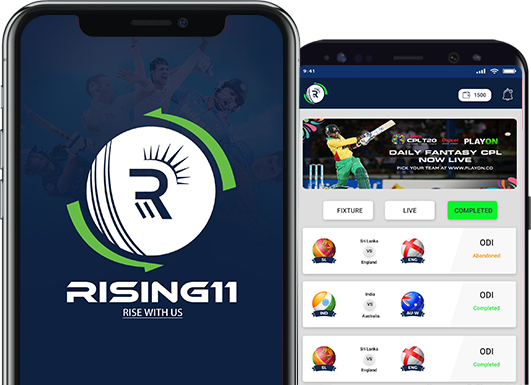 R
RISING11
RISE WITH US
9:41
R
1500
CPLT20
PLAYON
DAILY FANTASY CPL
NOW LIVE
PICK YOUR TEAM AT WWW.PLAYON.CO
FIXTURE
LIVE
COMPLETED
Sri Lanka
VS
England
SL
ENG
ODI
Abandoned
India
VS
Australia
IND
AU-W
ODI
Completed
Sri Lanka
VS
England
SL
ENG
ODI
Completed